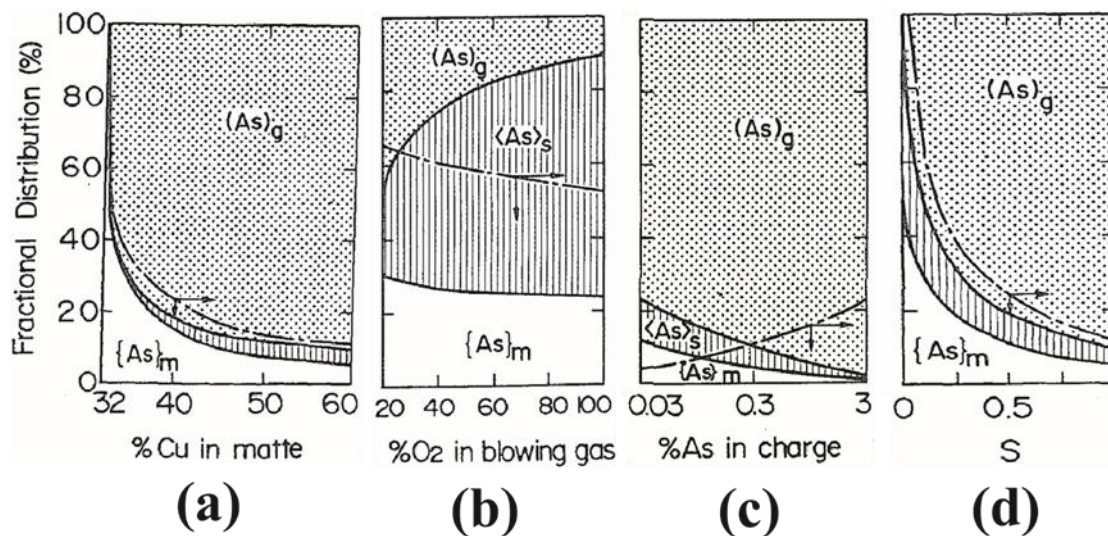 Fractional Distribution (%)
100
80
60
40
20
0
(As)g
{As}m
32 40 50 60
%Cu in matte
(a)
(As)g
<As>s
{As}m
20 40 60 80 100
%O2 in blowing gas
(b)
(As)g
<As>s
{As}m
0.03 0.3 3
%As in charge
(c)
(As)g
{As}m
0 0.5
S
(d)